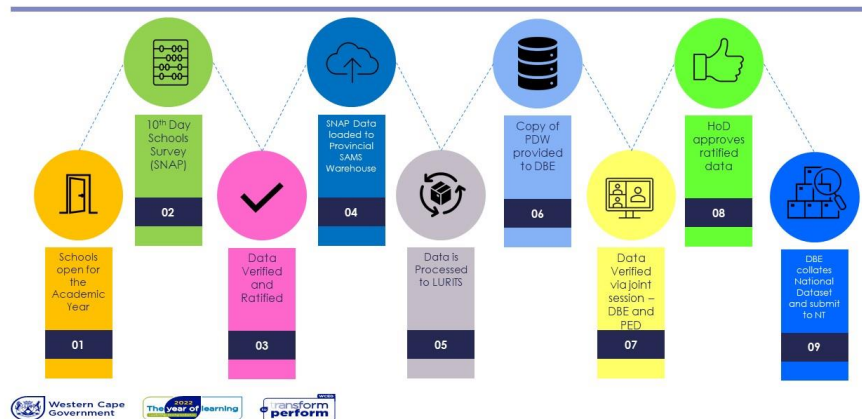 Schools
open for
the
Academic
Year
01
10th Day
Schools
Survey
(SNAP)
02
Data
Verified
and
Ratified
03
SNAP Data
loaded to
Provincial
SAMS
Warehouse
04
Data is
Processed
to LURITS
05
Copy of
PDW
provided
to DBE
06
Data
Verified
via joint
session –
DBE and
PED
07
HoD
approves
ratified
data
08
DBE
collates
National
Dataset
and submit
to NT
09
Western Cape
Government
2022
The year of learning
WCED
transform
to perform